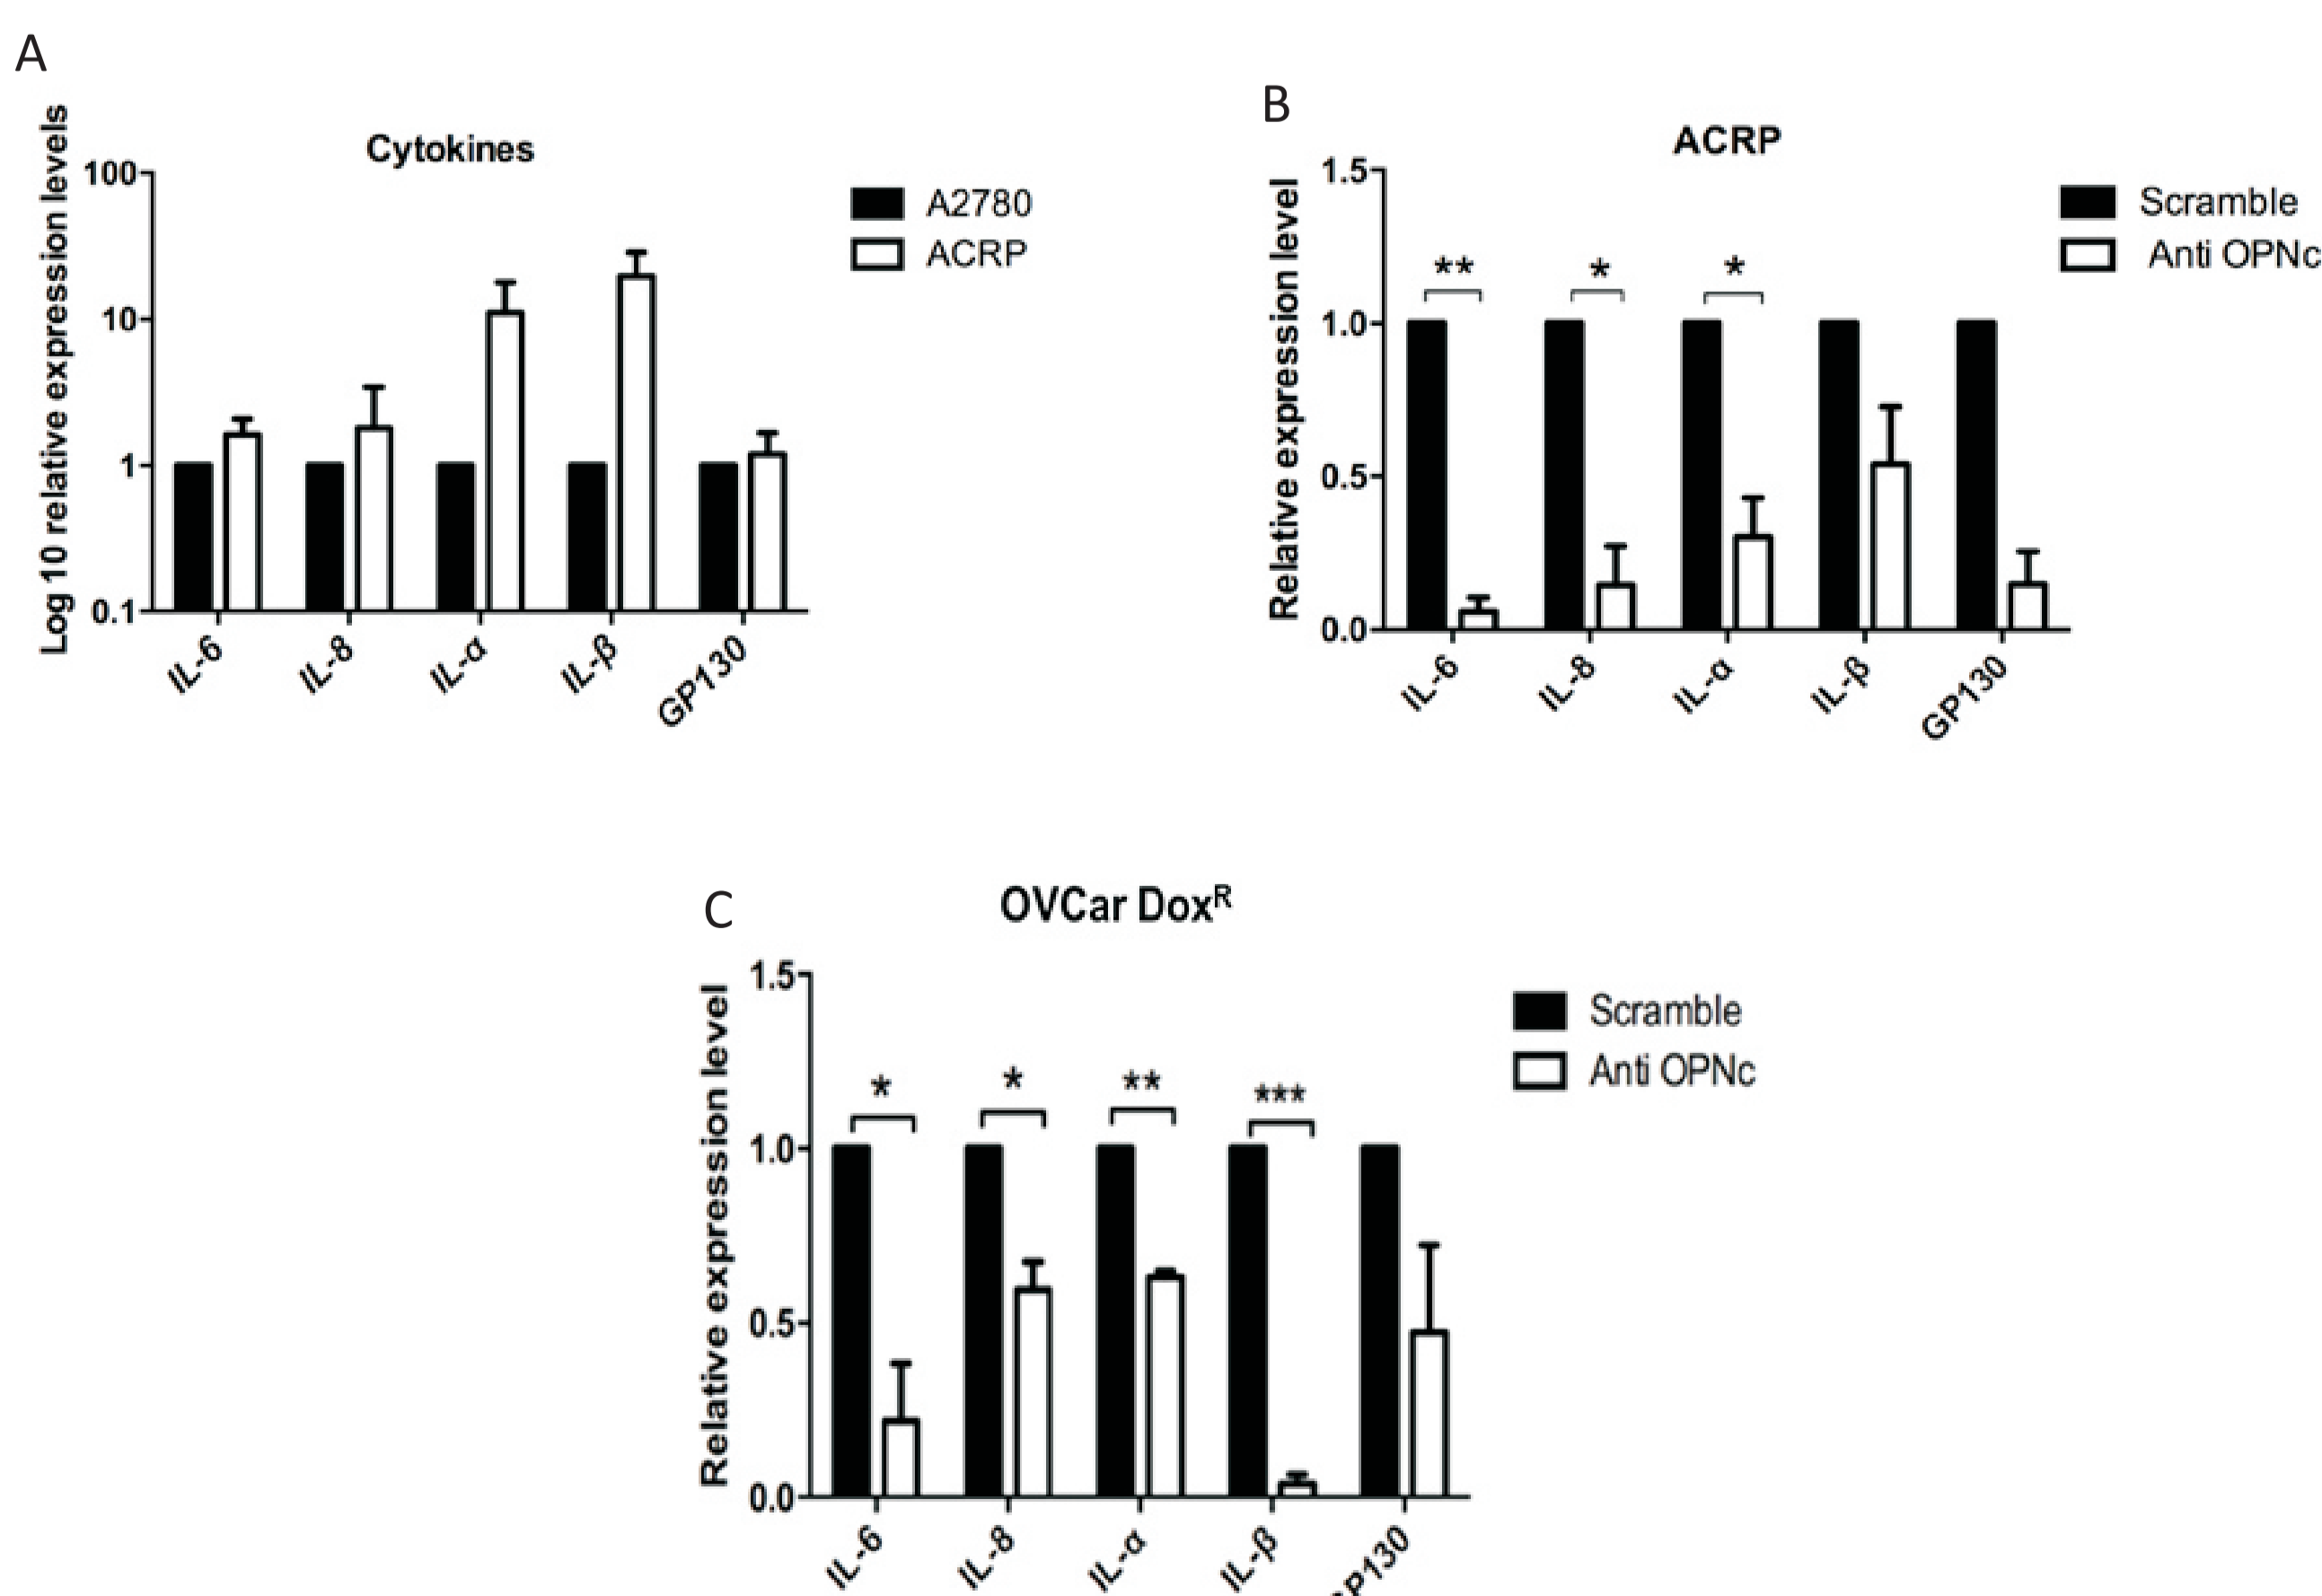 A
Cytokines
Log 10 relative expression levels
100
10
1
0.1
IL-6
IL-8
IL-α
IL-β
GP130
A2780
ACRP
B
ACRP
Relative expression level
1.5
1.0
0.5
0.0
**
*
*
IL-6
IL-8
IL-α
IL-β
GP130
Scramble
Anti OPNc
C
OVCar Doxᴿ
Relative expression level
1.5
1.0
0.5
0.0
*
*
**
***
IL-6
IL-8
IL-α
IL-β
GP130
Scramble
Anti OPNc